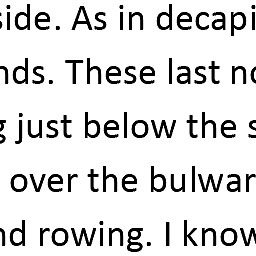 side. As in decapi
nds. These last no
g just below the s
over the bulwar
nd rowing. I know